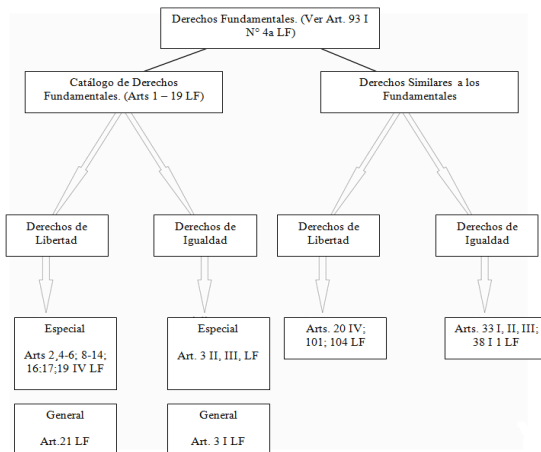 Derechos Fundamentales. (Ver Art. 93 I
N° 4a LF)
Catálogo de Derechos
Fundamentales. (Arts 1 – 19 LF)
Derechos Similares a los
Fundamentales
Derechos de
Libertad
Derechos de
Igualdad
Derechos de
Libertad
Derechos de
Igualdad
Especial
Arts 2,4-6; 8-14;
16:17;19 IV LF
Especial
Art. 3 II, III, LF
Arts. 20 IV;
101; 104 LF
Arts. 33 I, II, III;
38 I 1 LF
General
Art.21 LF
General
Art. 3 I LF